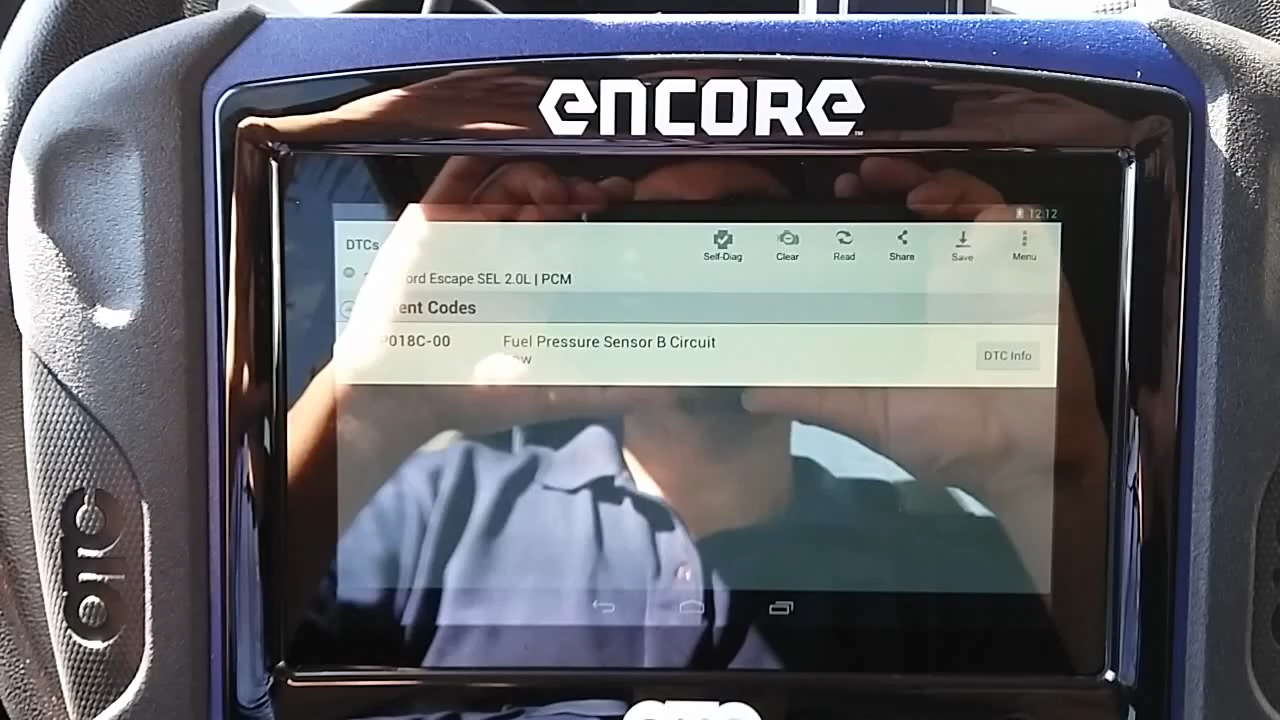 encore™
12:12
DTCs
Self-Diag Clear Read Share Save Menu
ord Escape SEL 2.0L | PCM
ent Codes
P018C-00 Fuel Pressure Sensor B Circuit
DTC Info